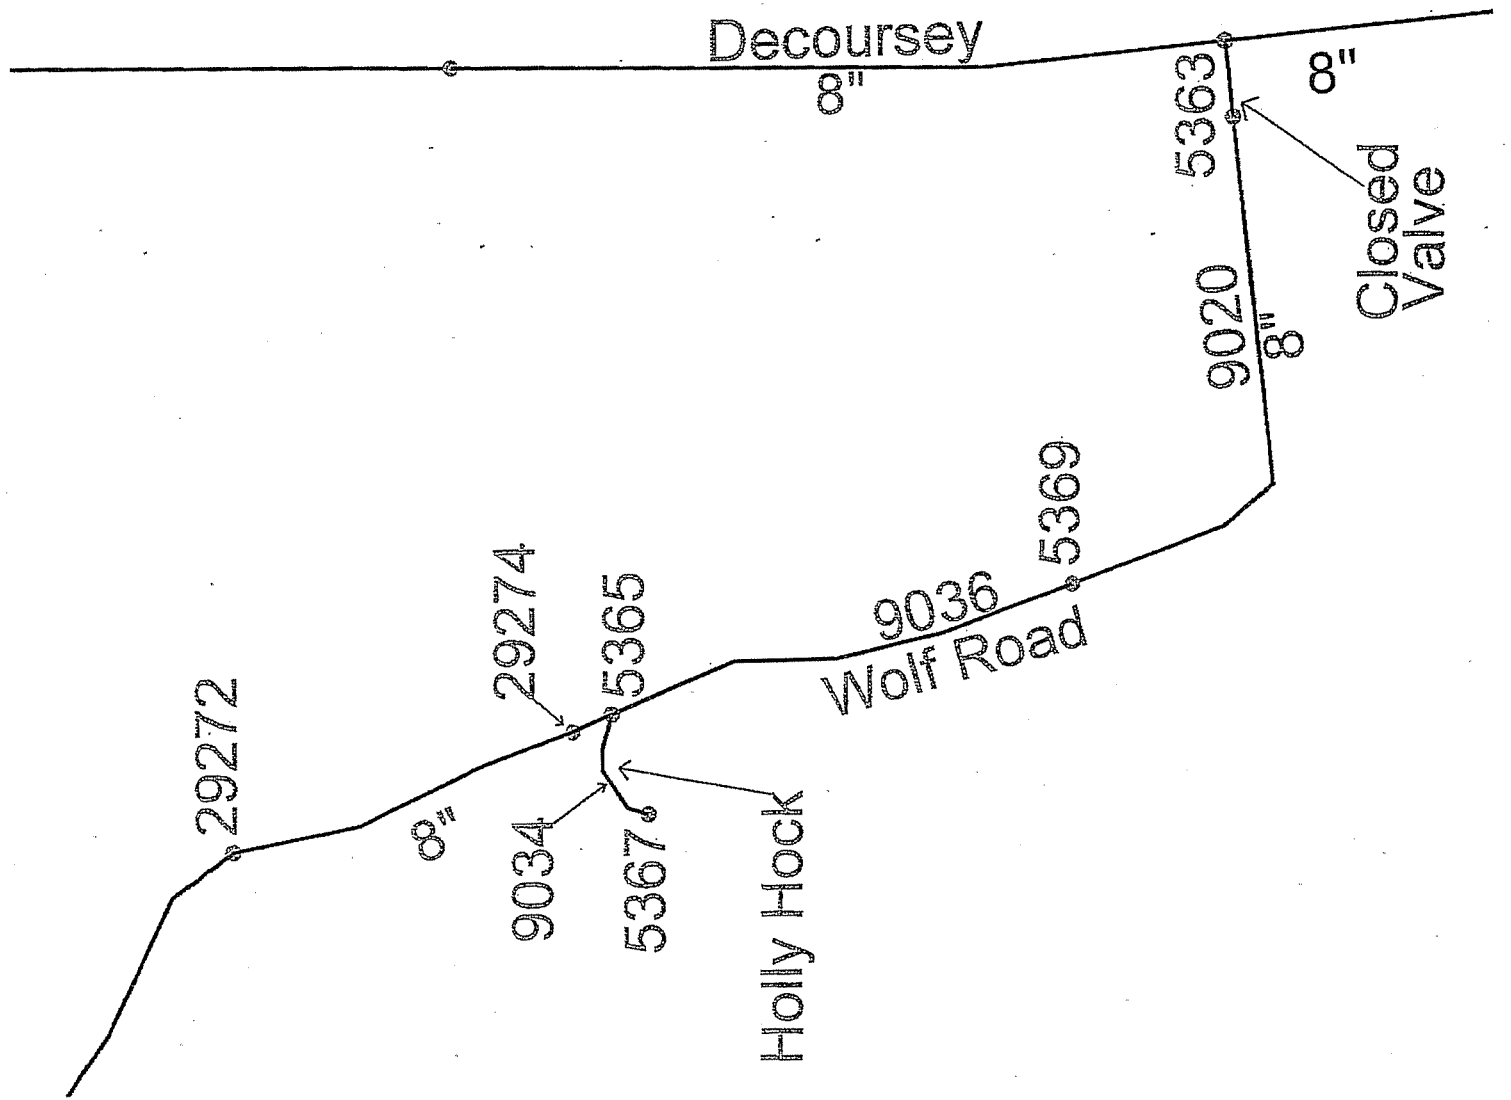 Decoursey
8"
5363
8"
Closed
Valve
9020
8"
5369
9036
Wolf Road
29274
5365
29272
8"
9034
5367
Holly Hock